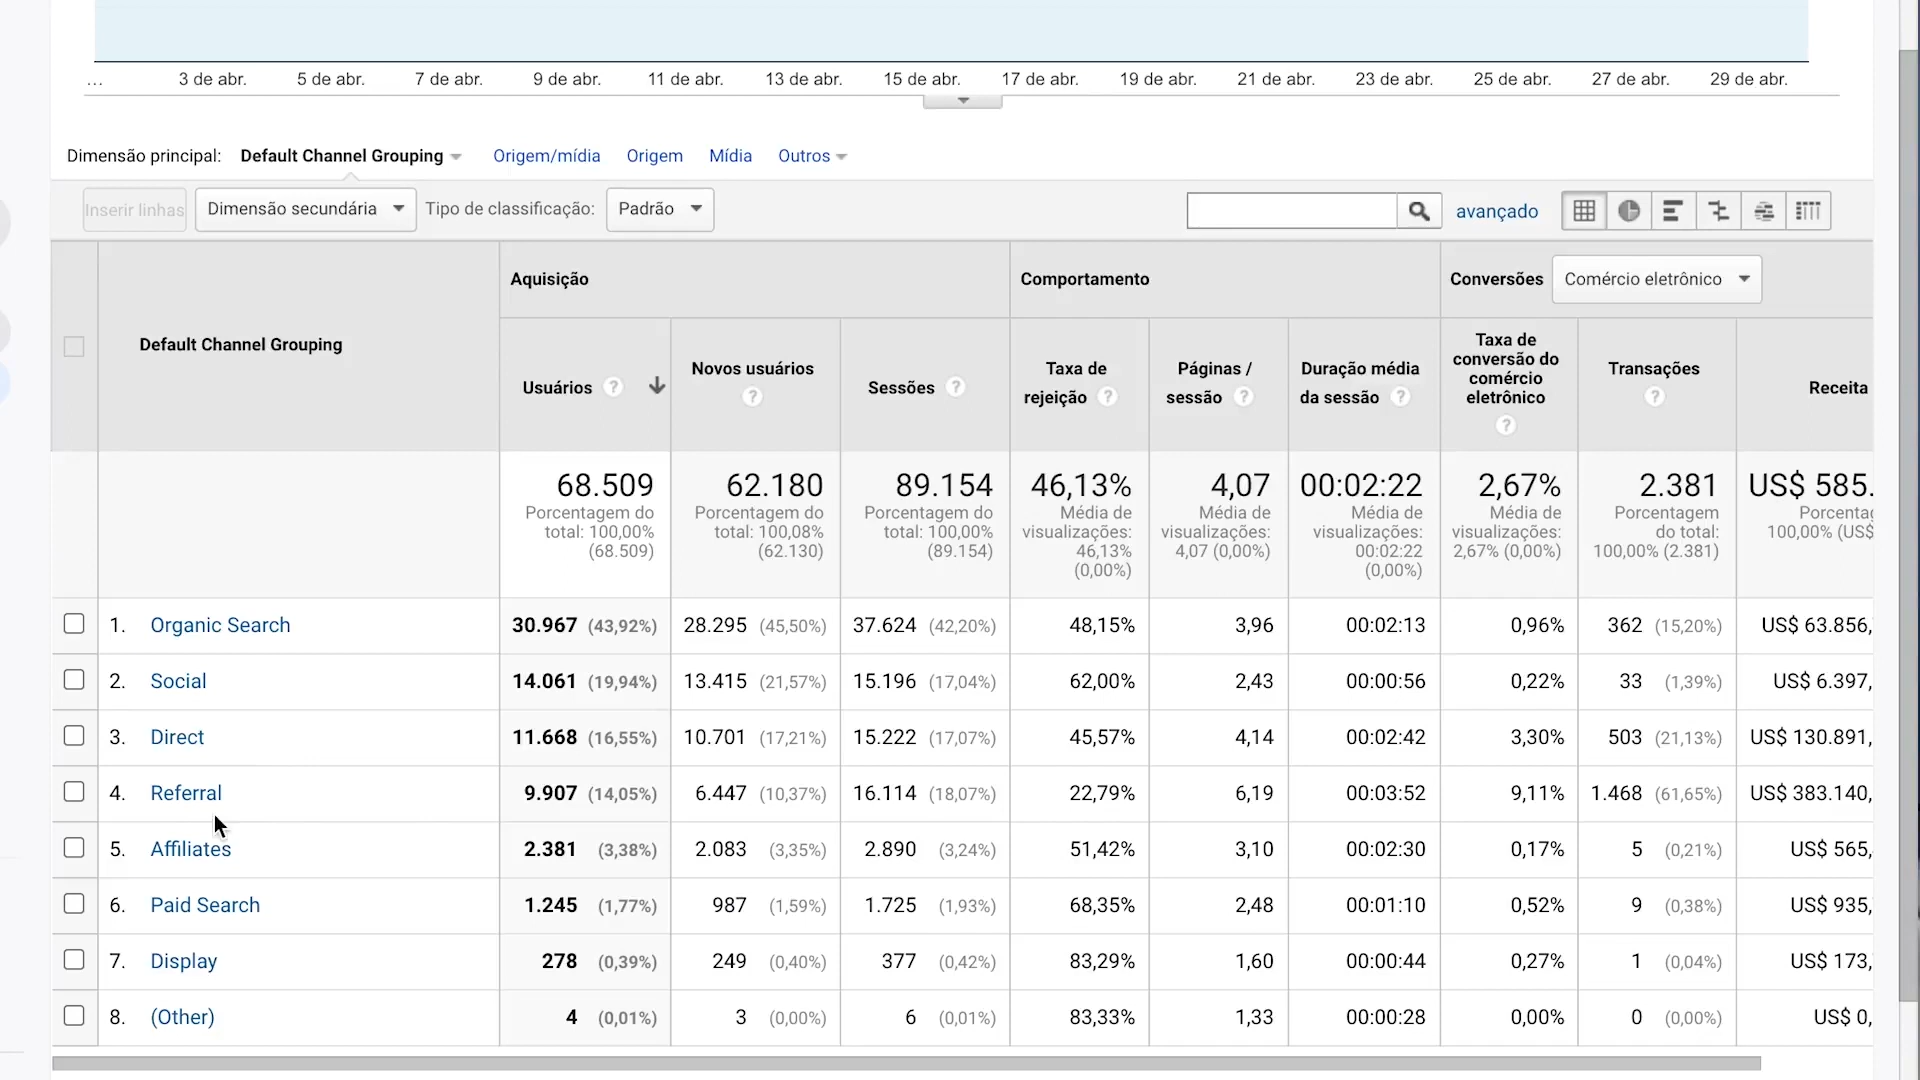 ... 3 de abr. 5 de abr. 7 de abr. 9 de abr. 11 de abr. 13 de abr. 15 de abr. 17 de abr. 19 de abr. 21 de abr. 23 de abr. 25 de abr. 27 de abr. 29 de abr.
Dimensão principal: Default Channel Grouping Origem/mídia Origem Mídia Outros
Inserir linhas Dimensão secundária Tipo de classificação: Padrão avançado
Aquisição Comportamento Conversões Comércio eletrônico
Default Channel Grouping
Usuários ?
Novos usuários ?
Sessões ?
Taxa de
rejeição ?
Páginas /
sessão ?
Duração média
da sessão ?
Taxa de
conversão do
comércio
eletrônico
?
Transações
?
Receita
68.509 62.180 89.154 46,13% 4,07 00:02:22 2,67% 2.381 US$ 585.
Porcentagem do
total: 100,00%
(68.509)
Porcentagem do
total: 100,08%
(62.130)
Porcentagem do
total: 100,00%
(89.154)
Média de
visualizações:
46,13%
(0,00%)
Média de
visualizações:
4,07 (0,00%)
Média de
visualizações:
00:02:22
(0,00%)
Média de
visualizações:
2,67% (0,00%)
Porcentagem
do total:
100,00% (2.381)
Porcentag
100,00% (US$
1. Organic Search 30.967 (43,92%) 28.295 (45,50%) 37.624 (42,20%) 48,15% 3,96 00:02:13 0,96% 362 (15,20%) US$ 63.856,
2. Social 14.061 (19,94%) 13.415 (21,57%) 15.196 (17,04%) 62,00% 2,43 00:00:56 0,22% 33 (1,39%) US$ 6.397,
3. Direct 11.668 (16,55%) 10.701 (17,21%) 15.222 (17,07%) 45,57% 4,14 00:02:42 3,30% 503 (21,13%) US$ 130.891,
4. Referral 9.907 (14,05%) 6.447 (10,37%) 16.114 (18,07%) 22,79% 6,19 00:03:52 9,11% 1.468 (61,65%) US$ 383.140,
5. Affiliates 2.381 (3,38%) 2.083 (3,35%) 2.890 (3,24%) 51,42% 3,10 00:02:30 0,17% 5 (0,21%) US$ 565,
6. Paid Search 1.245 (1,77%) 987 (1,59%) 1.725 (1,93%) 68,35% 2,48 00:01:10 0,52% 9 (0,38%) US$ 935,
7. Display 278 (0,39%) 249 (0,40%) 377 (0,42%) 83,29% 1,60 00:00:44 0,27% 1 (0,04%) US$ 173,
8. (Other) 4 (0,01%) 3 (0,00%) 6 (0,01%) 83,33% 1,33 00:00:28 0,00% 0 (0,00%) US$ 0,